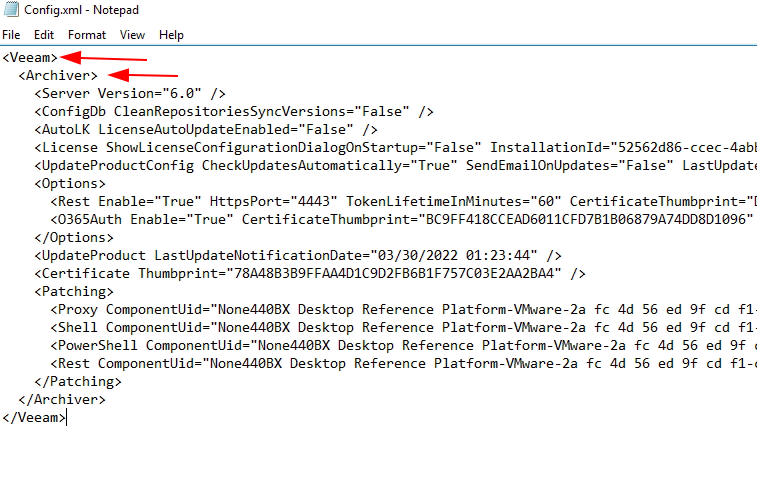 Config.xml - Notepad
File Edit Format View Help
<Veeam>
<Archiver>
<Server Version="6.0" />
<ConfigDb CleanRepositoriesSyncVersions="False" />
<AutoLK LicenseAutoUpdateEnabled="False" />
<License ShowLicenseConfigurationDialogOnStartup="False" InstallationId="52562d86-ccec-4abl
<UpdateProductConfig CheckUpdatesAutomatically="True" SendEmailOnUpdates="False" LastUpdate
<Options>
<Rest Enable="True" HttpsPort="4443" TokenLifetimeInMinutes="60" CertificateThumbprint="D
<O365Auth Enable="True" CertificateThumbprint="BC9FF418CCEAD6011CFD7B1B06879A74DD8D1096"
</Options>
<UpdateProduct LastUpdateNotificationDate="03/30/2022 01:23:44" />
<Certificate Thumbprint="78A48B3B9FFAA4D1C9D2FB6B1F757C03E2AA2BA4" />
<Patching>
<Proxy ComponentUid="None440BX Desktop Reference Platform-VMware-2a fc 4d 56 ed 9f cd f1-
<Shell ComponentUid="None440BX Desktop Reference Platform-VMware-2a fc 4d 56 ed 9f cd f1-
<PowerShell ComponentUid="None440BX Desktop Reference Platform-VMware-2a fc 4d 56 ed 9f c
<Rest ComponentUid="None440BX Desktop Reference Platform-VMware-2a fc 4d 56 ed 9f cd f1-c
</Patching>
</Archiver>
</Veeam>